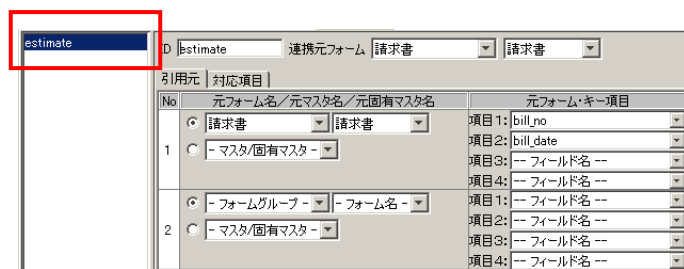 estimate
ID estimate 連携元フォーム 請求書 請求書
引用元 対応項目
No 元フォーム名／元マスタ名／元固有マスタ名 元フォーム・キー項目
1
請求書 請求書
- マスタ/固有マスタ -
項目1: bill_no
項目2: bill_date
項目3: -- フィールド名 --
項目4: -- フィールド名 --
2
- フォームグループ - - フォーム名 -
- マスタ/固有マスタ -
項目1: -- フィールド名 --
項目2: -- フィールド名 --
項目3: -- フィールド名 --
項目4: -- フィールド名 --